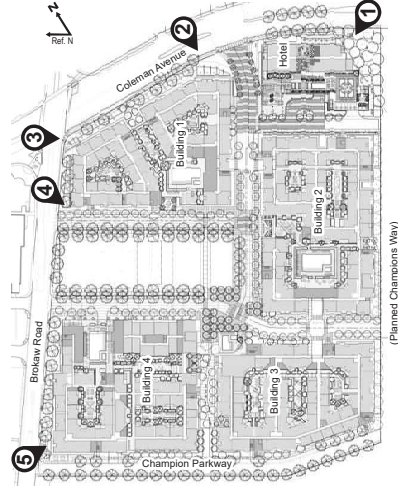 N
Ref. N
1
2
Coleman Avenue
Hotel
3
Building 1
4
Building 2
Brokaw Road
Building 4
Building 3
5
Champion Parkway
(Planned Champions Way)